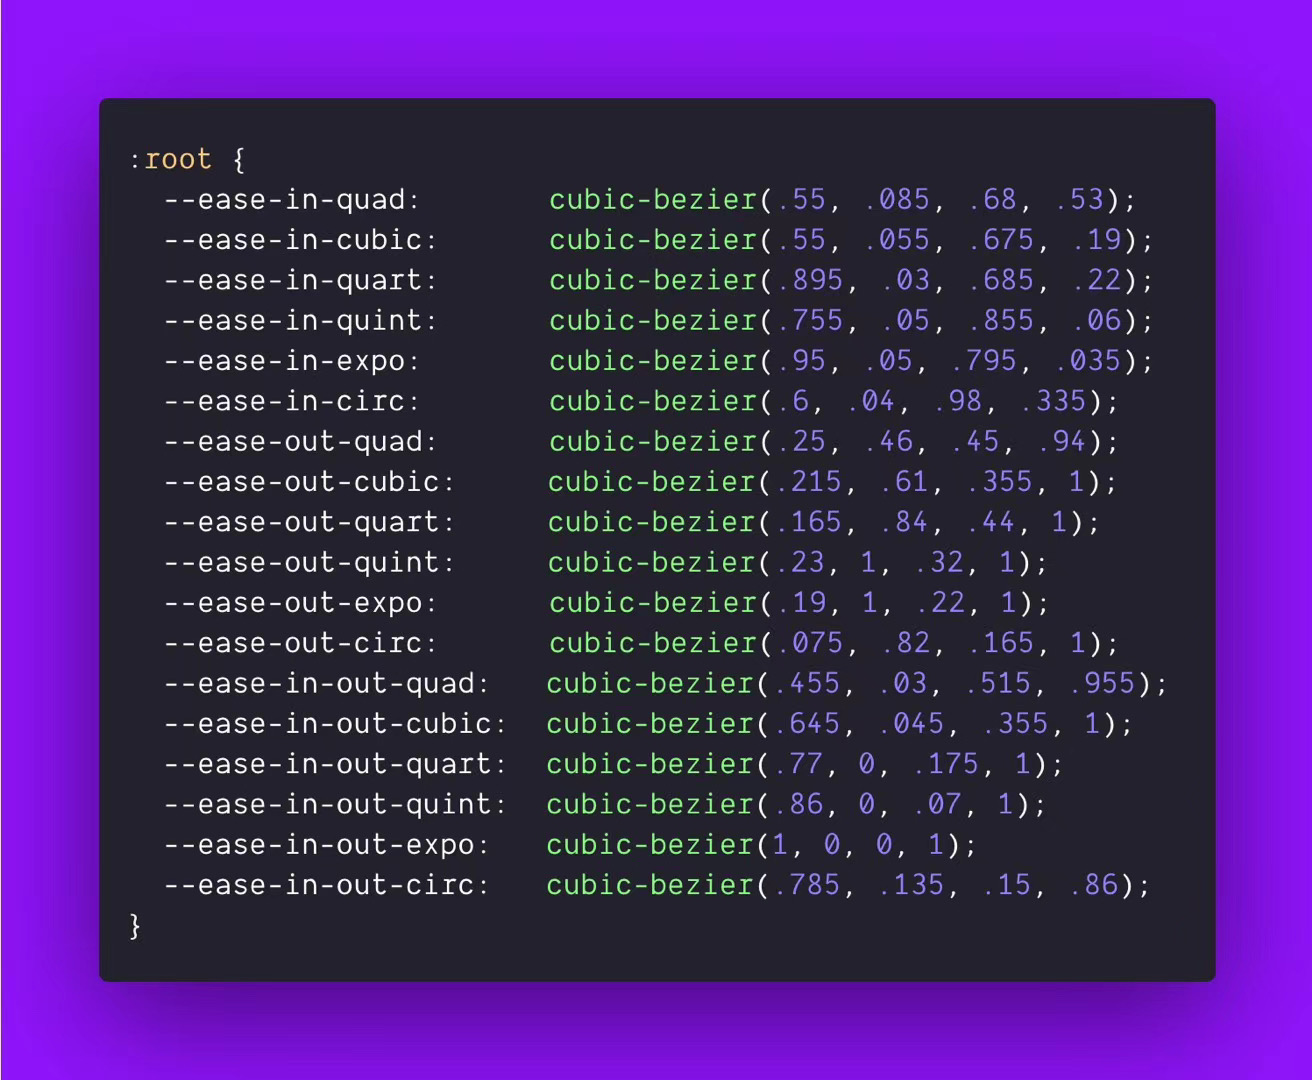 :root {
  --ease-in-quad:       cubic-bezier(.55, .085, .68, .53);
  --ease-in-cubic:      cubic-bezier(.55, .055, .675, .19);
  --ease-in-quart:      cubic-bezier(.895, .03, .685, .22);
  --ease-in-quint:      cubic-bezier(.755, .05, .855, .06);
  --ease-in-expo:       cubic-bezier(.95, .05, .795, .035);
  --ease-in-circ:       cubic-bezier(.6, .04, .98, .335);
  --ease-out-quad:      cubic-bezier(.25, .46, .45, .94);
  --ease-out-cubic:     cubic-bezier(.215, .61, .355, 1);
  --ease-out-quart:     cubic-bezier(.165, .84, .44, 1);
  --ease-out-quint:     cubic-bezier(.23, 1, .32, 1);
  --ease-out-expo:      cubic-bezier(.19, 1, .22, 1);
  --ease-out-circ:      cubic-bezier(.075, .82, .165, 1);
  --ease-in-out-quad:   cubic-bezier(.455, .03, .515, .955);
  --ease-in-out-cubic:  cubic-bezier(.645, .045, .355, 1);
  --ease-in-out-quart:  cubic-bezier(.77, 0, .175, 1);
  --ease-in-out-quint:  cubic-bezier(.86, 0, .07, 1);
  --ease-in-out-expo:   cubic-bezier(1, 0, 0, 1);
  --ease-in-out-circ:   cubic-bezier(.785, .135, .15, .86);
}